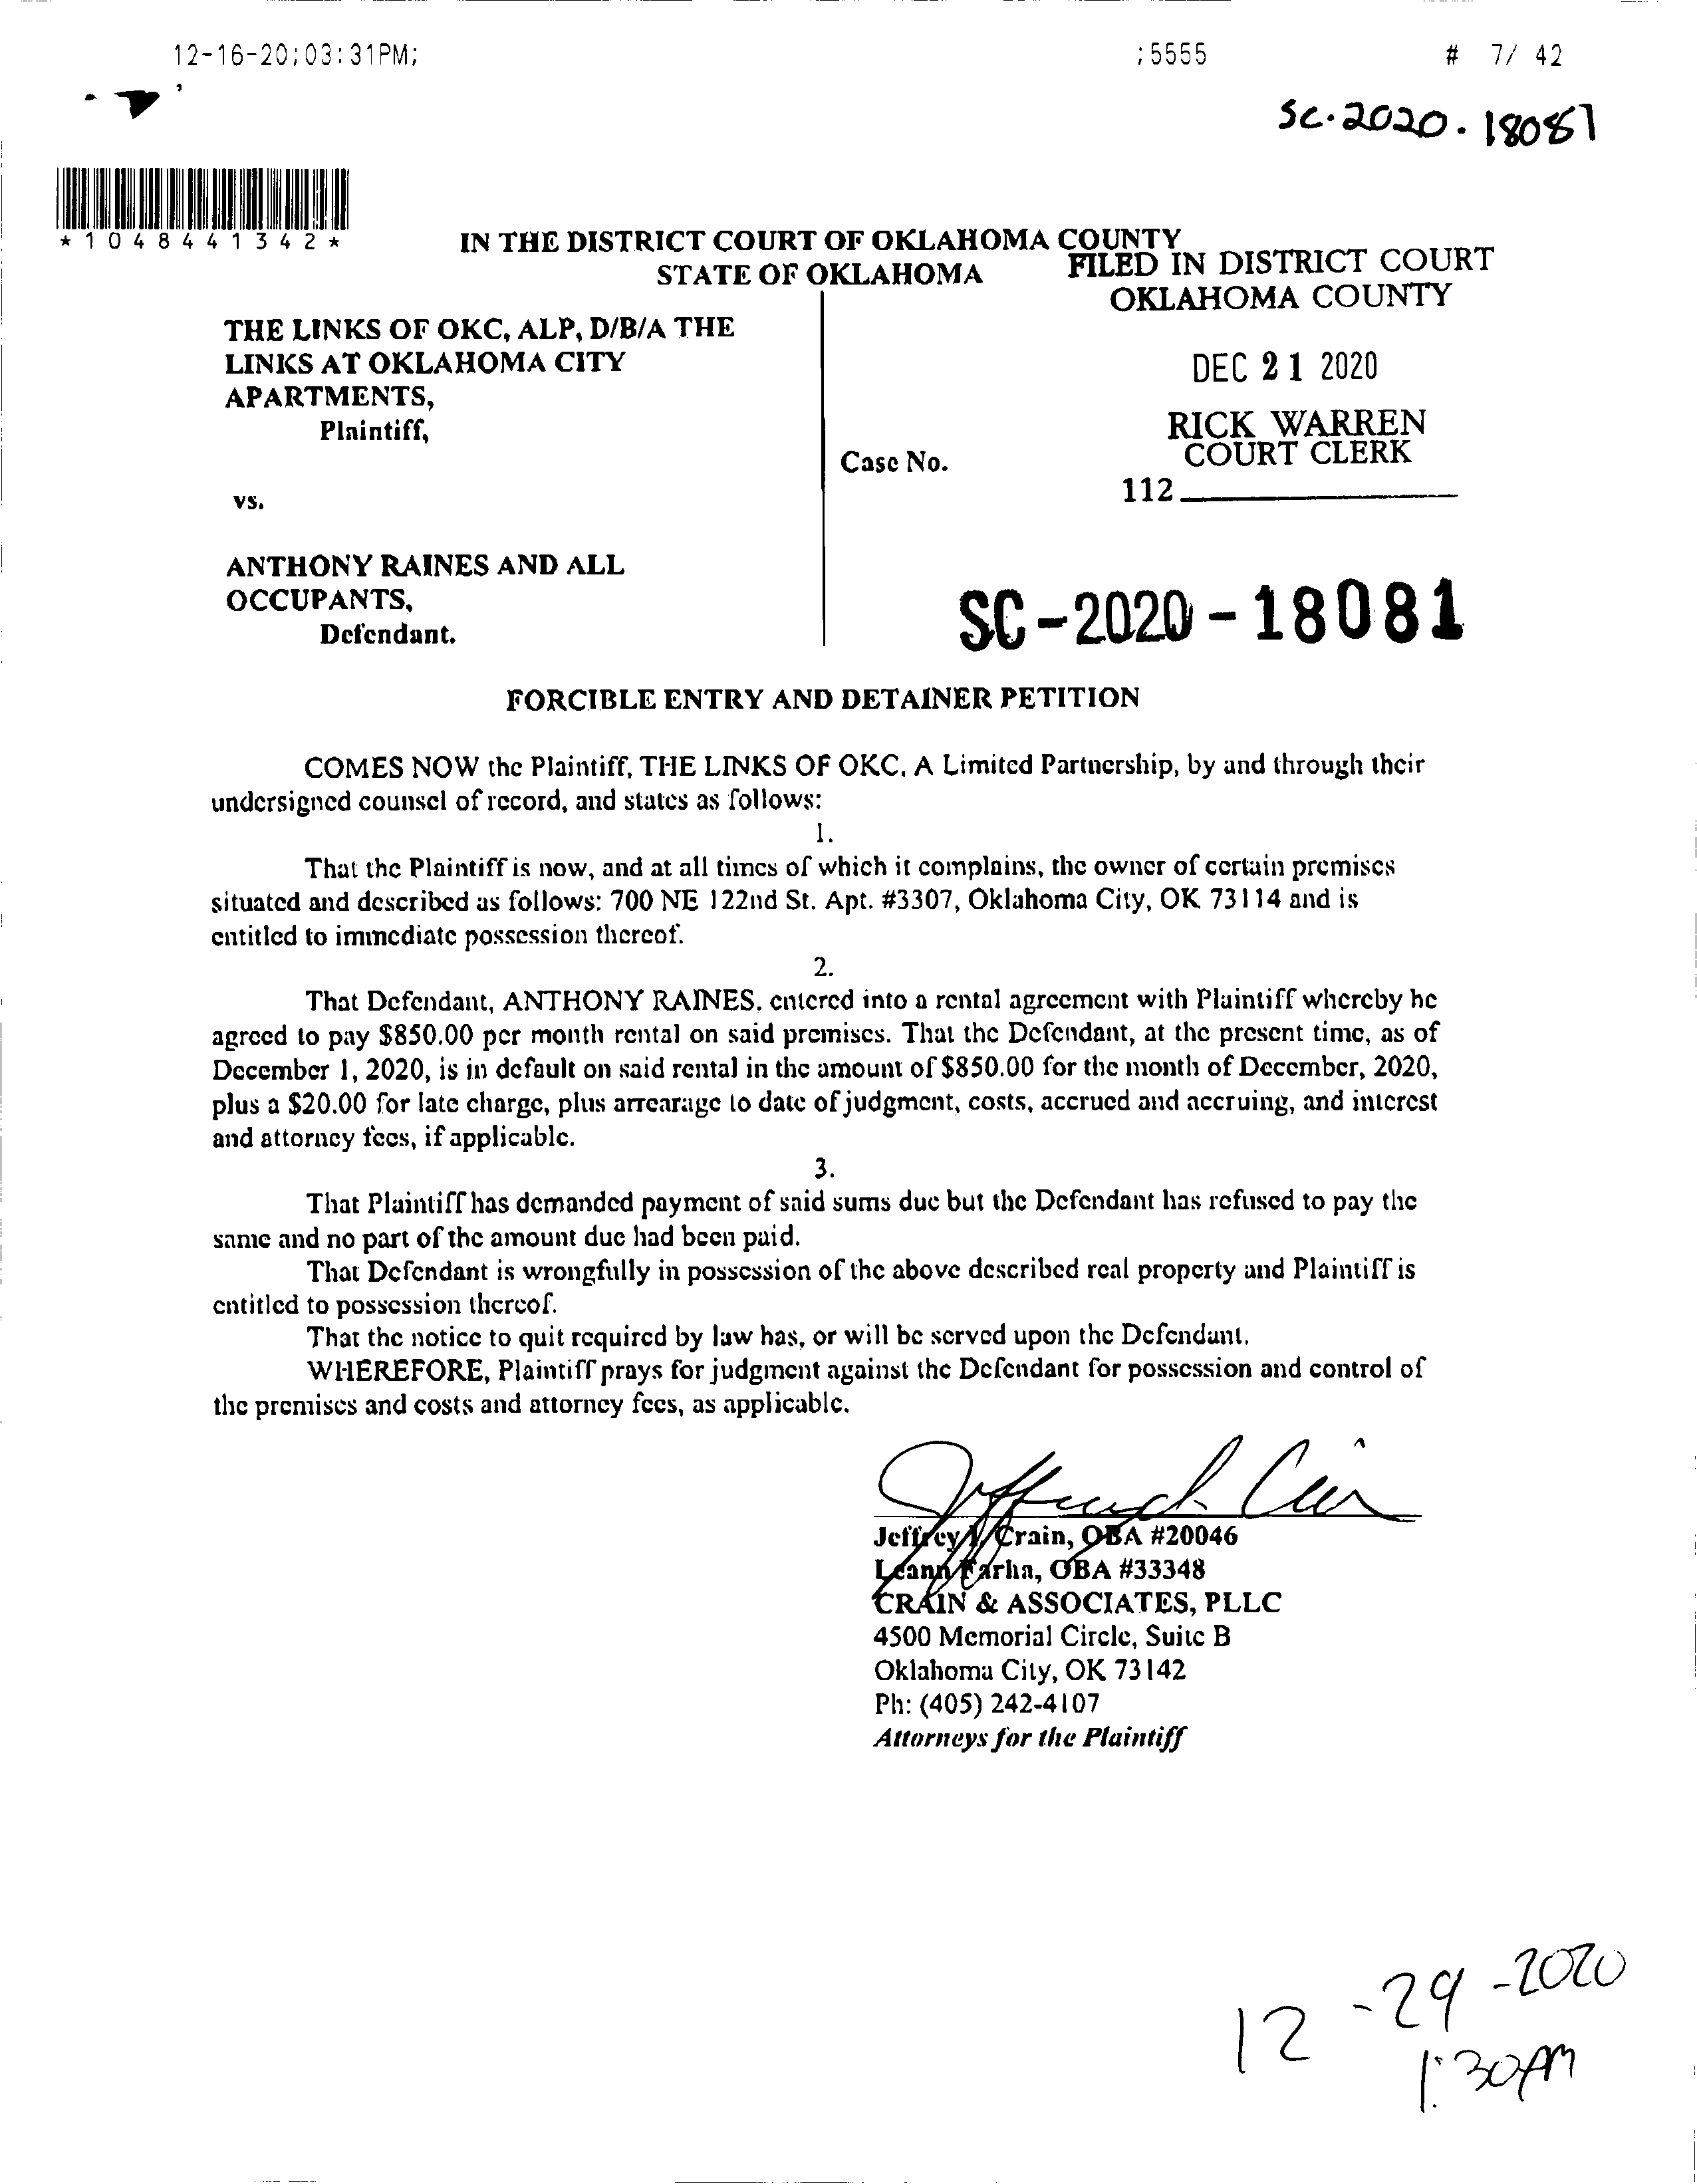 12-16-20;03:31PM; ;5555 # 7/ 42
SC.2020.18081
*1048441342*
IN THE DISTRICT COURT OF OKLAHOMA COUNTY
STATE OF OKLAHOMA
FILED IN DISTRICT COURT
OKLAHOMA COUNTY
THE LINKS OF OKC, ALP, D/B/A THE
LINKS AT OKLAHOMA CITY
APARTMENTS,
Plaintiff,
DEC 21 2020
RICK WARREN
COURT CLERK
Case No.
112
vs.
ANTHONY RAINES AND ALL
OCCUPANTS,
Defendant.
SC-2020-18081
FORCIBLE ENTRY AND DETAINER PETITION
COMES NOW the Plaintiff, THE LINKS OF OKC, A Limited Partnership, by and through their
undersigned counsel of record, and states as follows:
1.
That the Plaintiff is now, and at all times of which it complains, the owner of certain premises
situated and described as follows: 700 NE 122nd St. Apt. #3307, Oklahoma City, OK 73114 and is
entitled to immediate possession thereof.
2.
That Defendant, ANTHONY RAINES, entered into a rental agreement with Plaintiff whereby he
agreed to pay $850.00 per month rental on said premises. That the Defendant, at the present time, as of
December 1, 2020, is in default on said rental in the amount of $850.00 for the month of December, 2020,
plus a $20.00 for late charge, plus arrearage to date of judgment, costs, accrued and accruing, and interest
and attorney fees, if applicable.
3.
That Plaintiff has demanded payment of said sums due but the Defendant has refused to pay the
same and no part of the amount due had been paid.
That Defendant is wrongfully in possession of the above described real property and Plaintiff is
entitled to possession thereof.
That the notice to quit required by law has, or will be served upon the Defendant.
WHEREFORE, Plaintiff prays for judgment against the Defendant for possession and control of
the premises and costs and attorney fees, as applicable.
Jeffrey Crain, OBA #20046
Leann Farha, OBA #33348
CRAIN & ASSOCIATES, PLLC
4500 Memorial Circle, Suite B
Oklahoma City, OK 73142
Ph: (405) 242-4107
Attorneys for the Plaintiff
12-29-2020
1:30PM